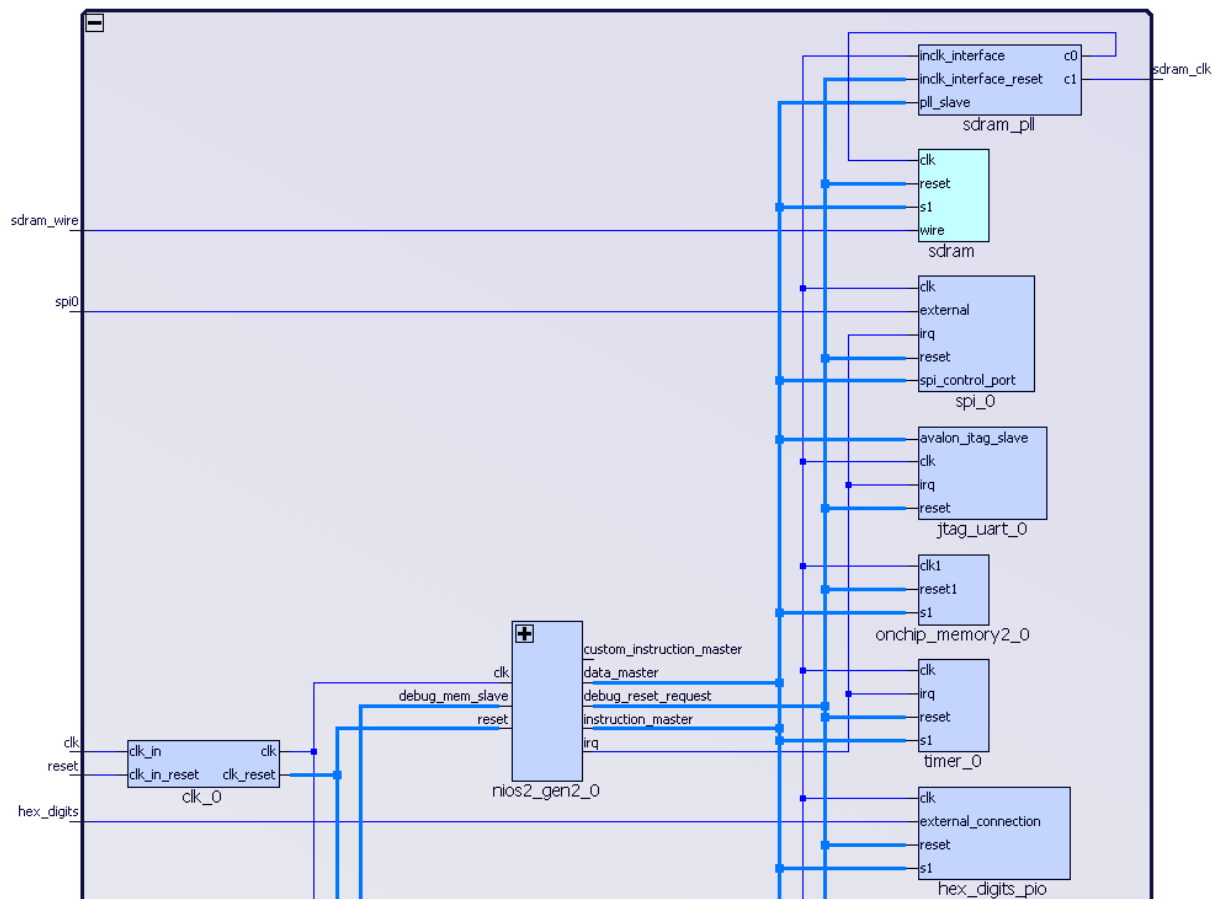 inclk_interface c0
inclk_interface_reset c1
pll_slave
sdram_pll
sdram_clk
clk
reset
s1
wire
sdram
sdram_wire
clk
external
irq
reset
spi_control_port
spi_0
spi0
avalon_jtag_slave
clk
irq
reset
jtag_uart_0
clk1
reset1
s1
onchip_memory2_0
custom_instruction_master
clk data_master
debug_mem_slave debug_reset_request
reset instruction_master
irq
nios2_gen2_0
clk
irq
reset
s1
timer_0
clk
reset
clk_in clk
clk_in_reset clk_reset
clk_0
hex_digits
clk
external_connection
reset
s1
hex_digits_pio